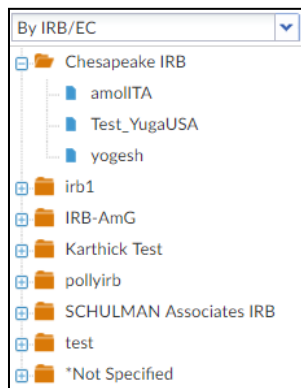 By IRB/EC
Chesapeake IRB
amolITA
Test_YugaUSA
yogesh
irb1
IRB-AmG
Karthick Test
pollyirb
SCHULMAN Associates IRB
test
*Not Specified